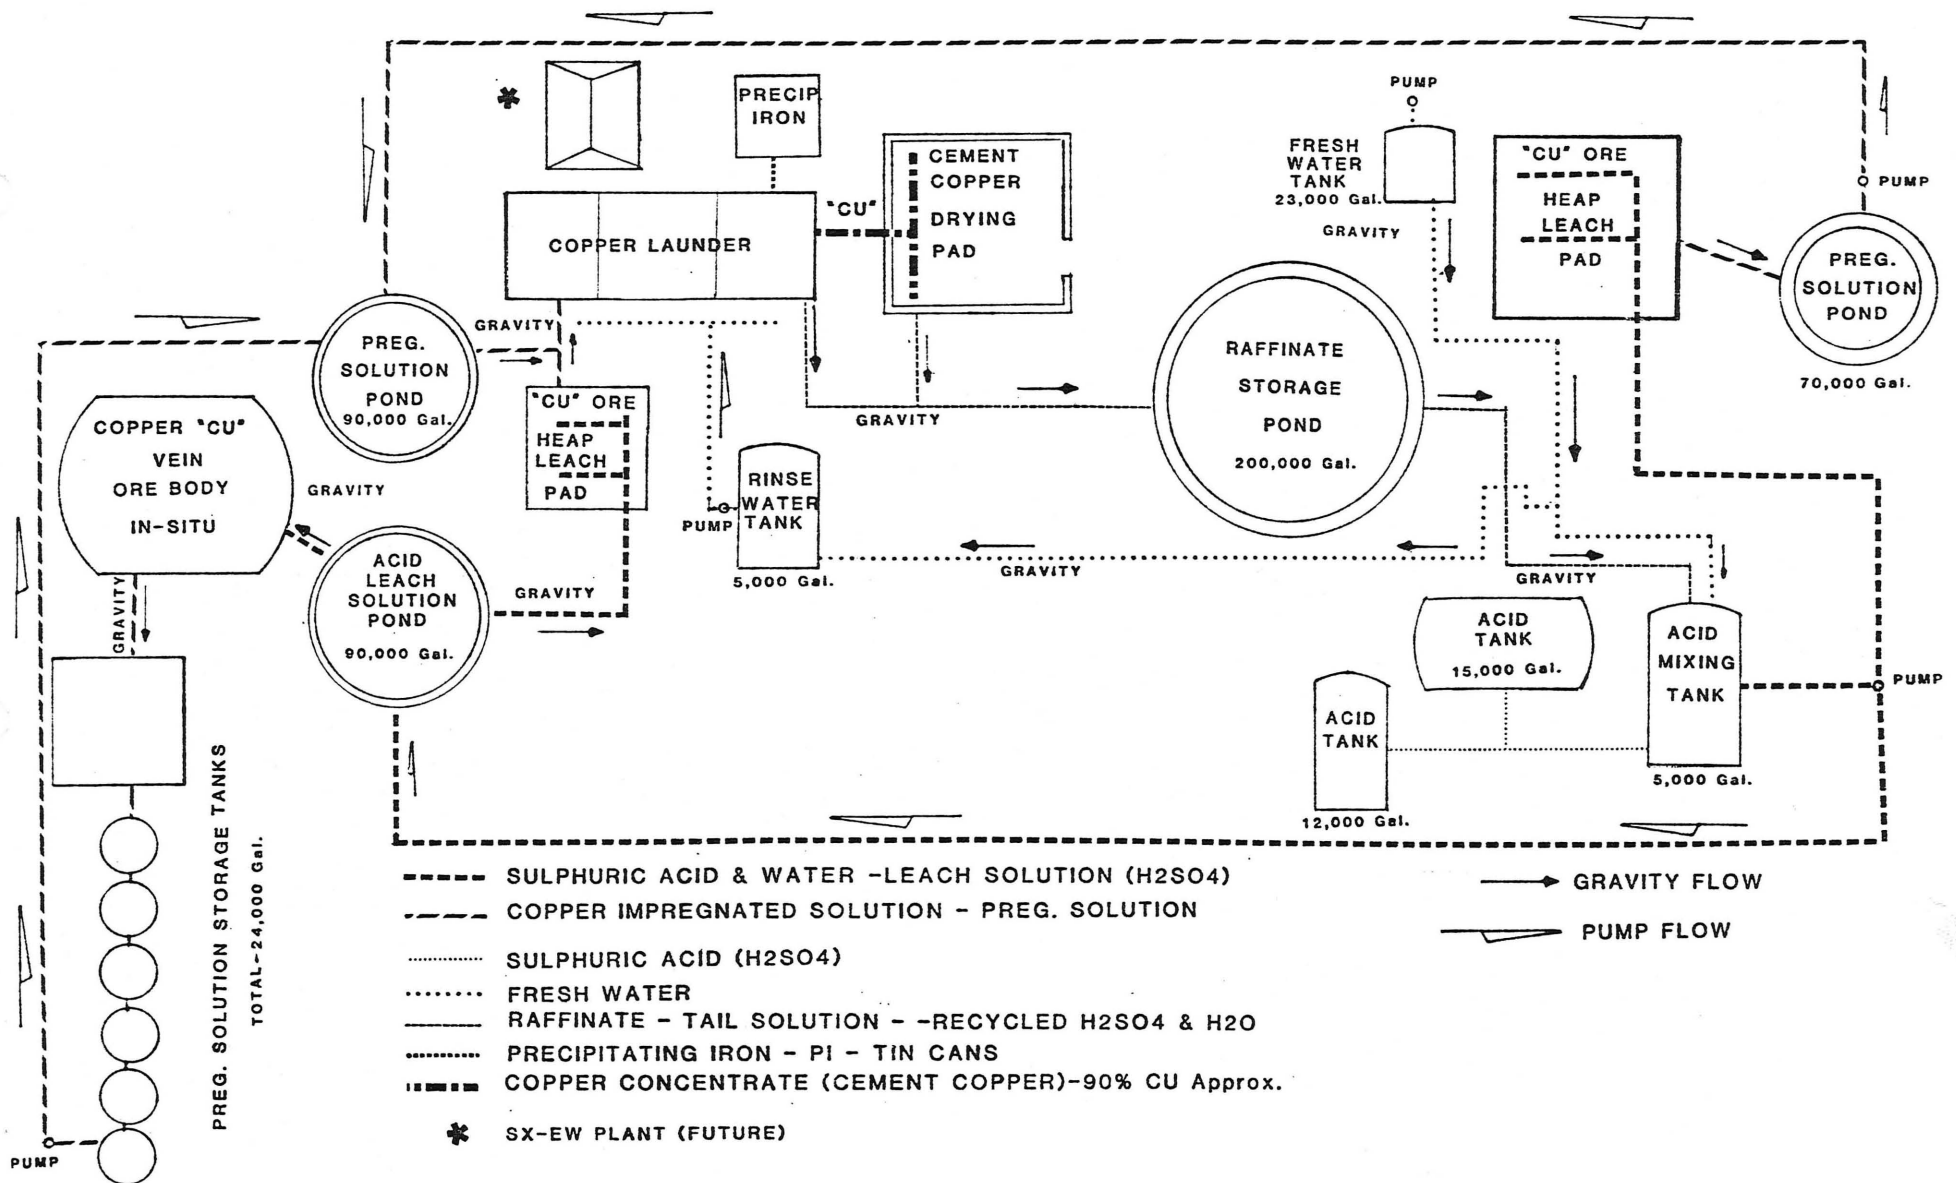 PRECIP
IRON
CEMENT
COPPER
DRYING
PAD
"CU"
COPPER LAUNDER
PUMP
FRESH
WATER
TANK
23,000 Gal.
GRAVITY
"CU" ORE
HEAP
LEACH
PAD
PUMP
PREG.
SOLUTION
POND
70,000 Gal.
PREG.
SOLUTION
POND
90,000 Gal.
GRAVITY
"CU" ORE
HEAP
LEACH
PAD
GRAVITY
RAFFINATE
STORAGE
POND
200,000 Gal.
COPPER "CU"
VEIN
ORE BODY
IN-SITU
GRAVITY
GRAVITY
ACID
LEACH
SOLUTION
POND
90,000 Gal.
GRAVITY
RINSE
WATER
TANK
PUMP
5,000 Gal.
GRAVITY
GRAVITY
ACID
TANK
15,000 Gal.
ACID
MIXING
TANK
5,000 Gal.
PUMP
ACID
TANK
12,000 Gal.
PREG. SOLUTION STORAGE TANKS
TOTAL-24,000 Gal.
PUMP
SULPHURIC ACID & WATER -LEACH SOLUTION (H2SO4)
COPPER IMPREGNATED SOLUTION - PREG. SOLUTION
SULPHURIC ACID (H2SO4)
FRESH WATER
RAFFINATE - TAIL SOLUTION - -RECYCLED H2SO4 & H2O
PRECIPITATING IRON - PI - TIN CANS
COPPER CONCENTRATE (CEMENT COPPER)-90% CU Approx.
* SX-EW PLANT (FUTURE)
GRAVITY FLOW
PUMP FLOW
*